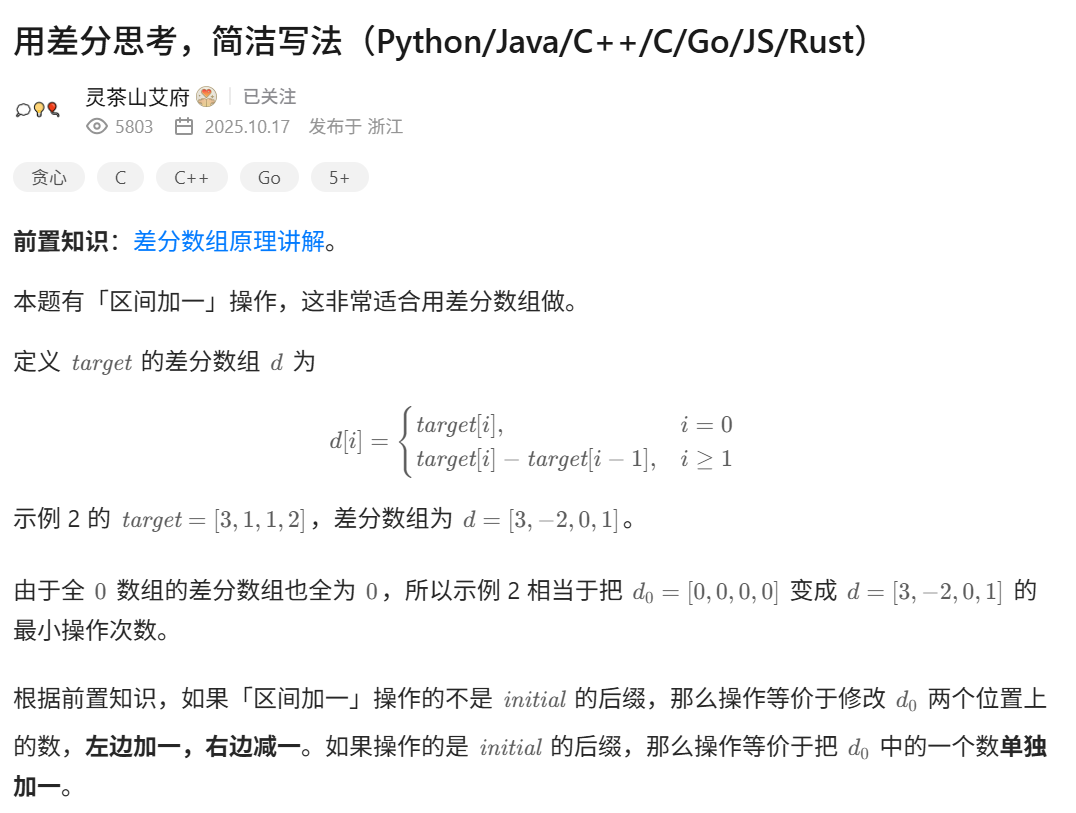 用差分思考，简洁写法（Python/Java/C++/C/Go/JS/Rust）
灵茶山艾府 已关注
5803 2025.10.17 发布于 浙江
贪心 C C++ Go 5+
前置知识：差分数组原理讲解。
本题有「区间加一」操作，这非常适合用差分数组做。
定义 target 的差分数组 d 为
d[i] = { target[i], i = 0
target[i] − target[i − 1], i ≥ 1
示例 2 的 target = [3, 1, 1, 2]，差分数组为 d = [3, −2, 0, 1]。
由于全 0 数组的差分数组也全为 0，所以示例 2 相当于把 d₀ = [0, 0, 0, 0] 变成 d = [3, −2, 0, 1] 的
最小操作次数。
根据前置知识，如果「区间加一」操作的不是 initial 的后缀，那么操作等价于修改 d₀ 两个位置上
的数，左边加一，右边减一。如果操作的是 initial 的后缀，那么操作等价于把 d₀ 中的一个数单独
加一。